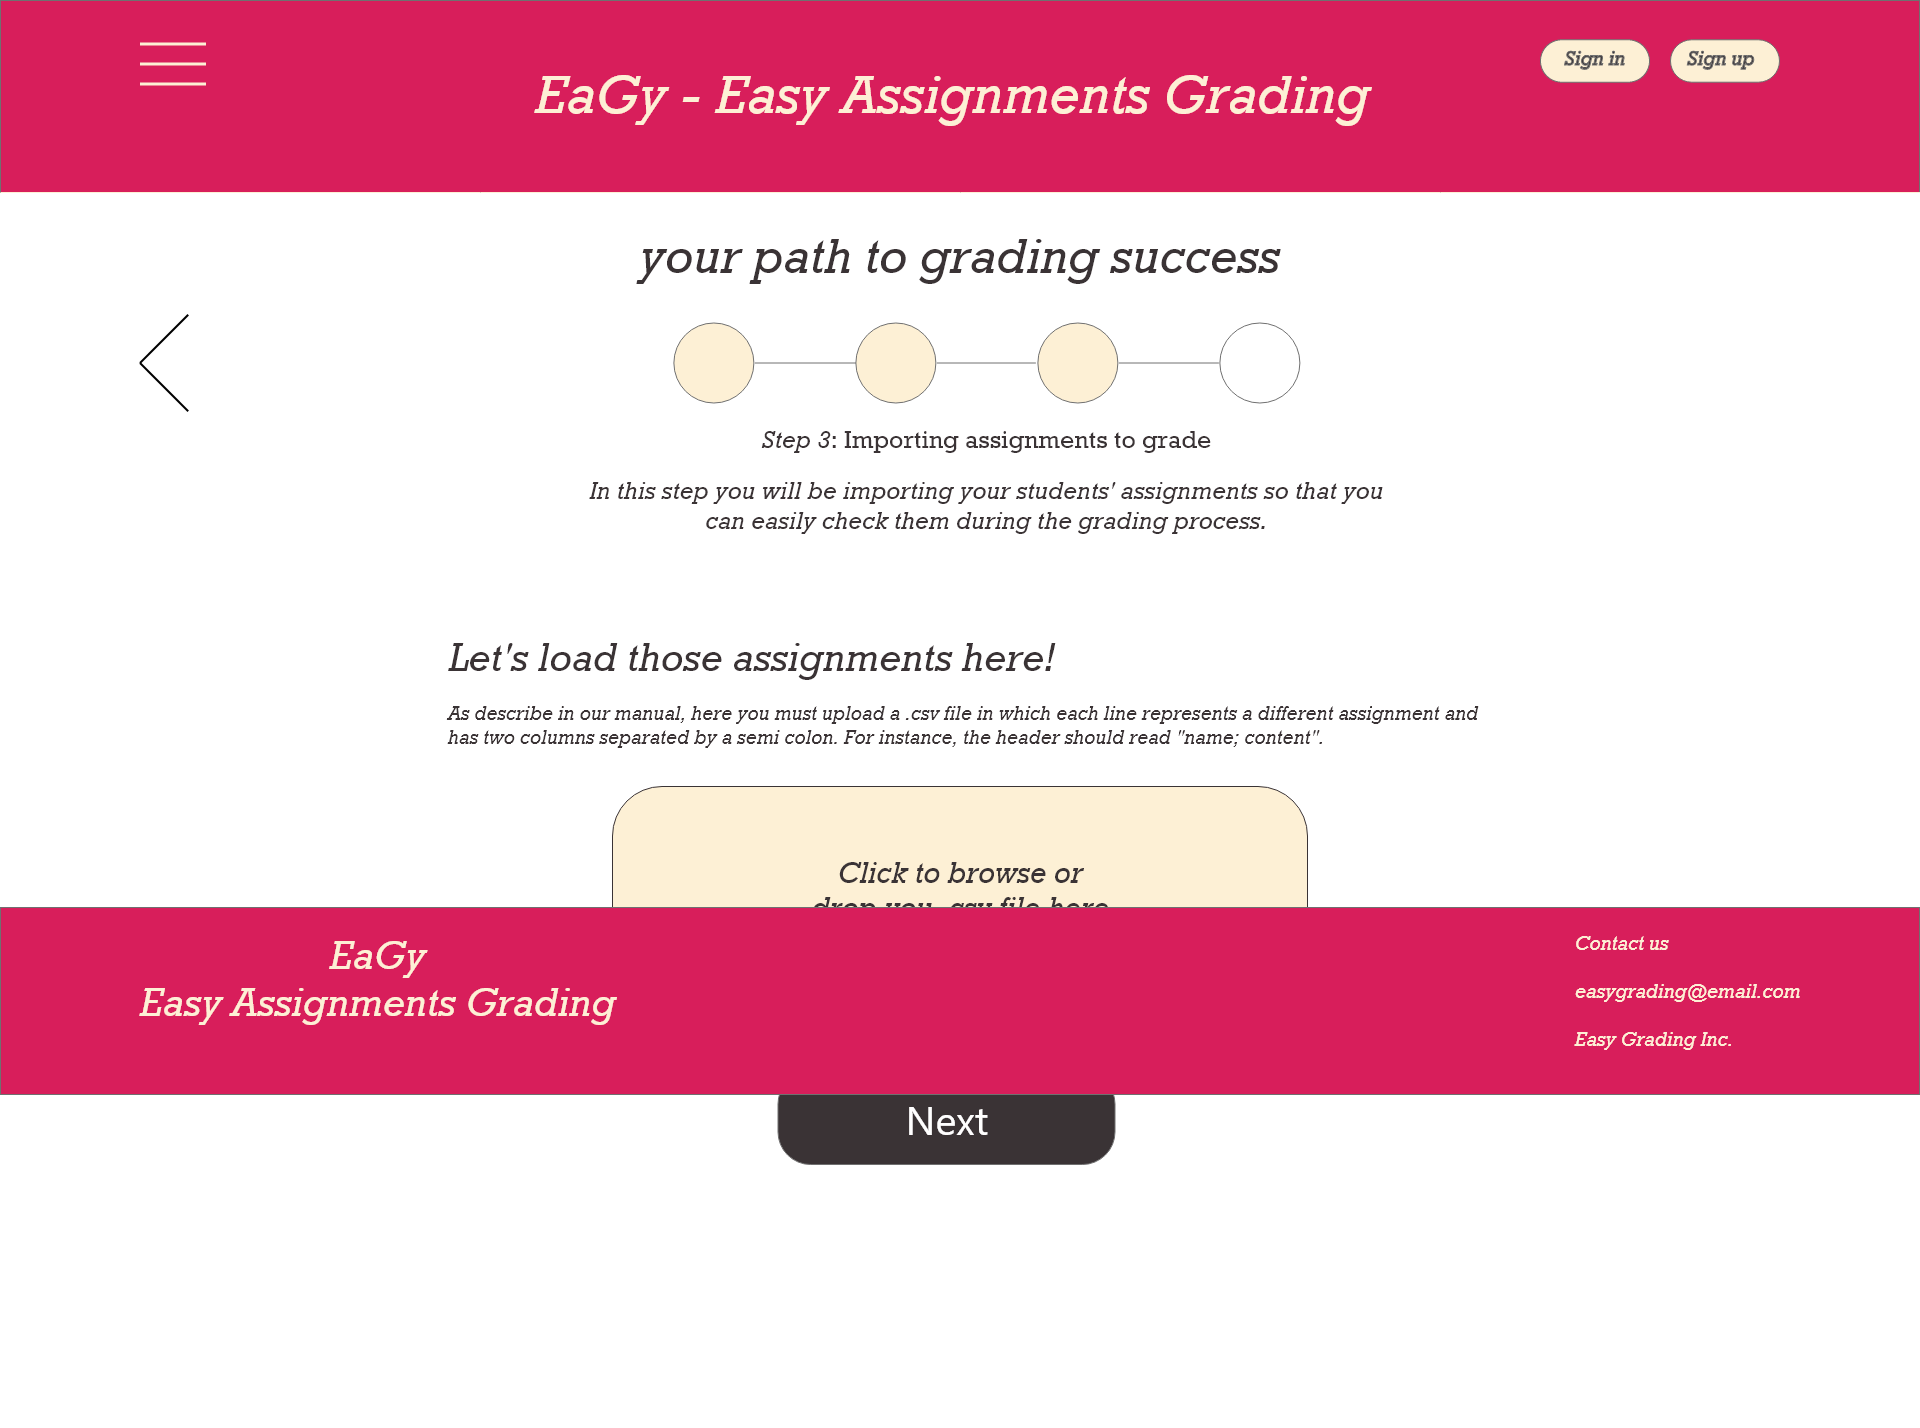 EaGy - Easy Assignments Grading
Sign in
Sign up
your path to grading success
Step 3: Importing assignments to grade
In this step you will be importing your students' assignments so that you
can easily check them during the grading process.
Let's load those assignments here!
As describe in our manual, here you must upload a .csv file in which each line represents a different assignment and
has two columns separated by a semi colon. For instance, the header should read "name; content".
Click to browse or
drop you .csv file here
EaGy
Easy Assignments Grading
Contact us
easygrading@email.com
Easy Grading Inc.
Next